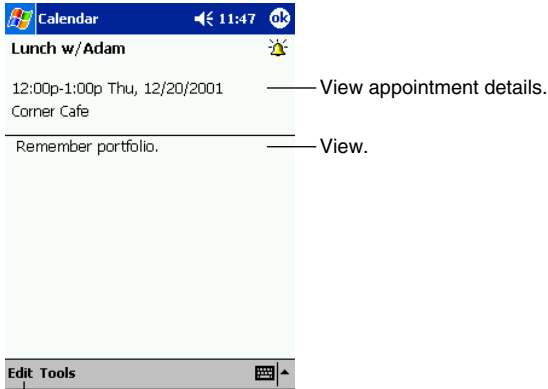 Calendar 11:47 ok
Lunch w/Adam
12:00p-1:00p Thu, 12/20/2001
View appointment details.
Corner Cafe
Remember portfolio.
View.
Edit Tools